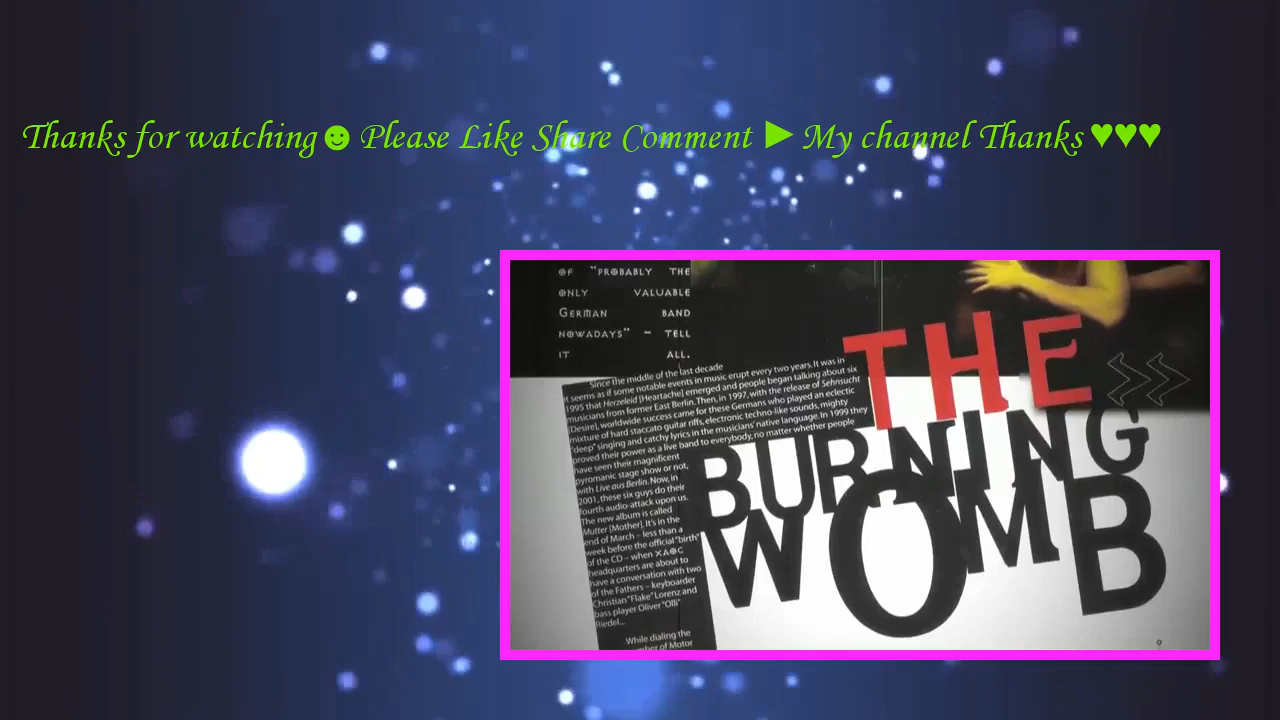 Thanks for watching☻Please Like Share Comment ►My channel Thanks ♥♥♥
OF "PROBABLY THE
ONLY VALUABLE
GERMAN BAND
NOWADAYS" – TELL
IT ALL.
THE
BURNING
WOMB
Since the middle of the last decade
it seems as if some notable events in music erupt every two years. It was in
1995 that Herzeleid [Heartache] emerged and people began talking about six
musicians from former East Berlin. Then, in 1997, with the release of Sehnsucht
[Desire], worldwide success came for these Germans who played an eclectic
mixture of hard staccato guitar riffs, electronic techno-like sounds, mighty
"deep" singing and catchy lyrics in the musicians' native language. In 1999 they
proved their power as a live band to everybody, no matter whether people
have seen their magnificent
pyromanic stage show or not,
with Live aus Berlin. Now, in
2001, these six guys do their
fourth audio-attack upon us.
The new album is called
Mutter [Mother]. It's in the
end of March – less than a
week before the official "birth"
of the CD – when
headquarters are about to
have a conversation with two
of the Fathers – keyboarder
Christian "Flake" Lorenz and
bass player Oliver "Olli"
Riedel...
While dialing the
number of Motor